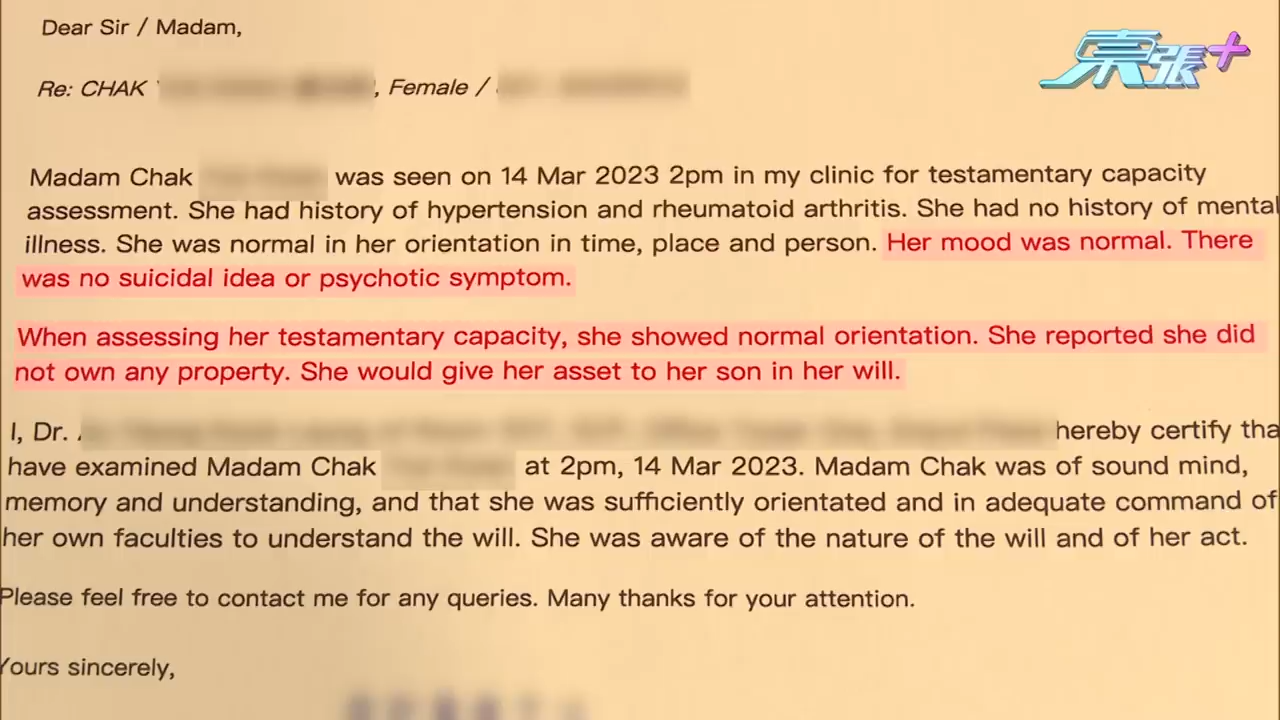 東張+
Dear Sir / Madam,
Re: CHAK , Female /
Madam Chak was seen on 14 Mar 2023 2pm in my clinic for testamentary capacity
assessment. She had history of hypertension and rheumatoid arthritis. She had no history of mental
illness. She was normal in her orientation in time, place and person. Her mood was normal. There
was no suicidal idea or psychotic symptom.
When assessing her testamentary capacity, she showed normal orientation. She reported she did
not own any property. She would give her asset to her son in her will.
I, Dr. hereby certify tha
have examined Madam Chak at 2pm, 14 Mar 2023. Madam Chak was of sound mind,
memory and understanding, and that she was sufficiently orientated and in adequate command of
her own faculties to understand the will. She was aware of the nature of the will and of her act.
Please feel free to contact me for any queries. Many thanks for your attention.
Yours sincerely,